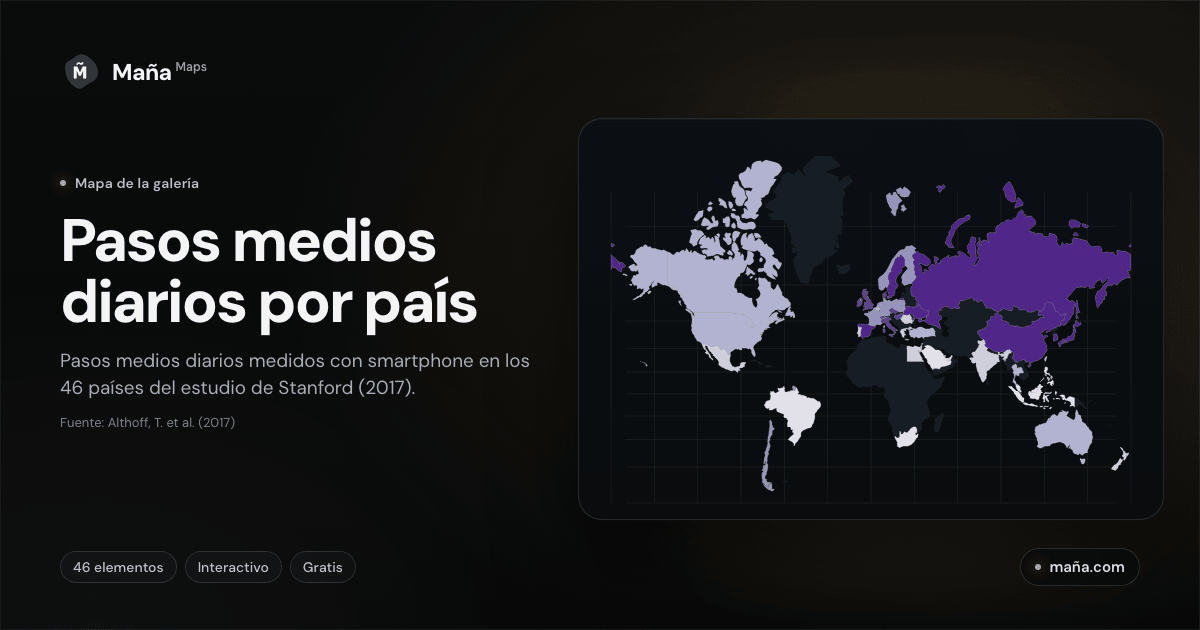 M̃
Maña Maps
Mapa de la galería
Pasos medios
diarios por país
Pasos medios diarios medidos con smartphone en los
46 países del estudio de Stanford (2017).
Fuente: Althoff, T. et al. (2017)
46 elementos
Interactivo
Gratis
maña.com